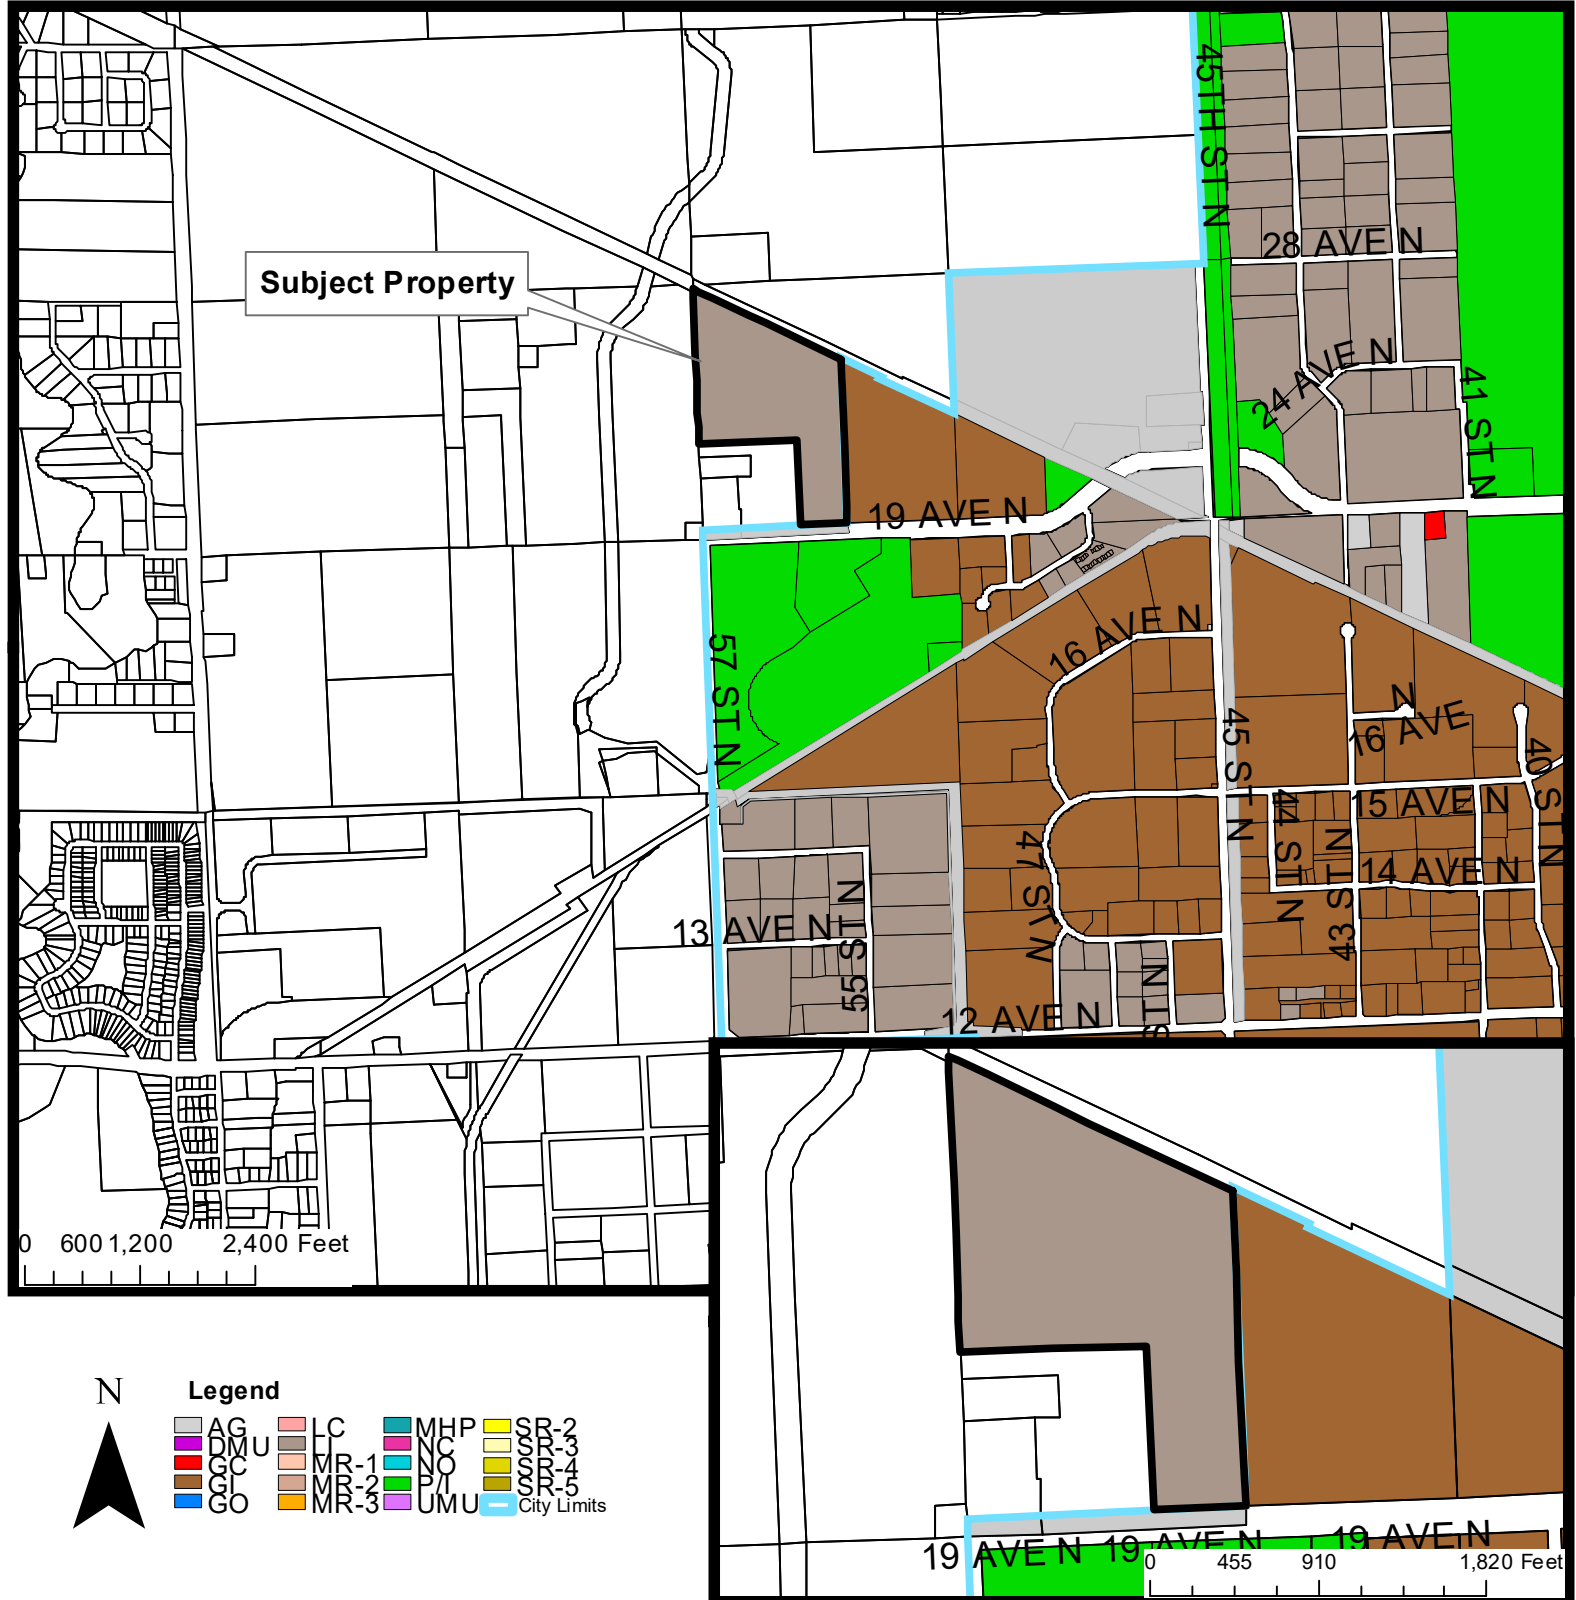 45TH ST N
28 AVE N
Subject Property
24 AVE N
41 ST N
19 AVE N
16 AVE N
57 ST N
N
16 AVE
45 ST N
40 ST N
15 AVE N
44 ST N
43 ST N
14 AVE N
47 ST N
13 AVE N
55 ST N
12 AVE N
ST N
0 600 1,200 2,400 Feet
19 AVE N 19 AVE N 19 AVE N
0 455 910 1,820 Feet
N
Legend
AG LC MHP SR-2
DMU LI NC SR-3
GC MR-1 NO SR-4
GI MR-2 P/I SR-5
GO MR-3 UMU City Limits